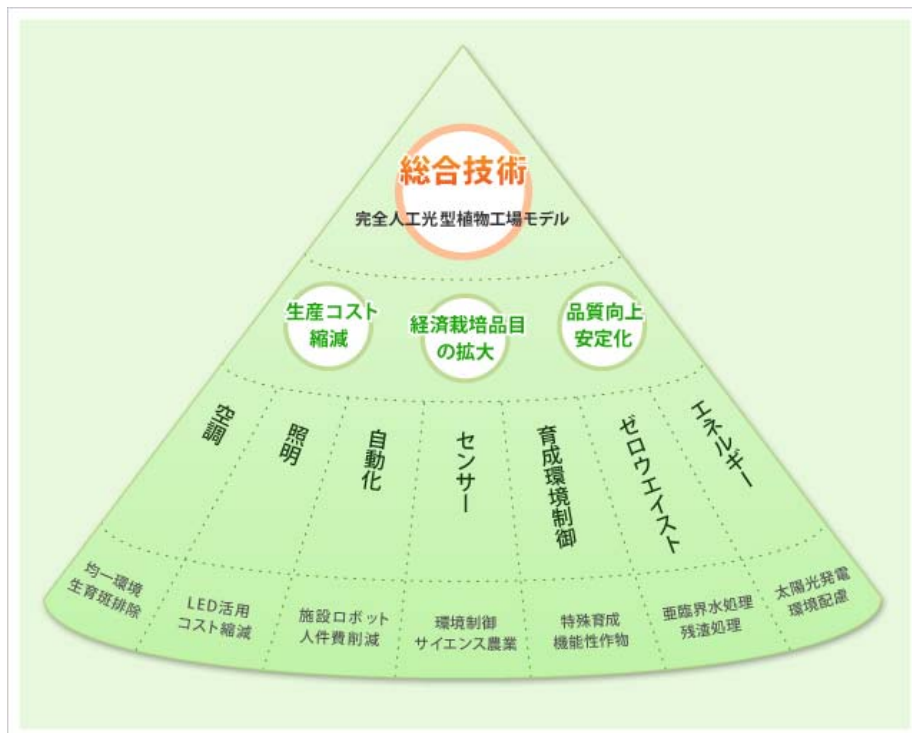 総合技術
完全人工光型植物工場モデル
生産コスト
縮減
経済栽培品目
の拡大
品質向上
安定化
空調
照明
自動化
センサー
育成環境制御
ゼロウエイスト
エネルギー
均一環境
生育斑排除
LED活用
コスト縮減
施設ロボット
人件費削減
環境制御
サイエンス農業
特殊育成
機能性作物
亜臨界水処理
残渣処理
太陽光発電
環境配慮